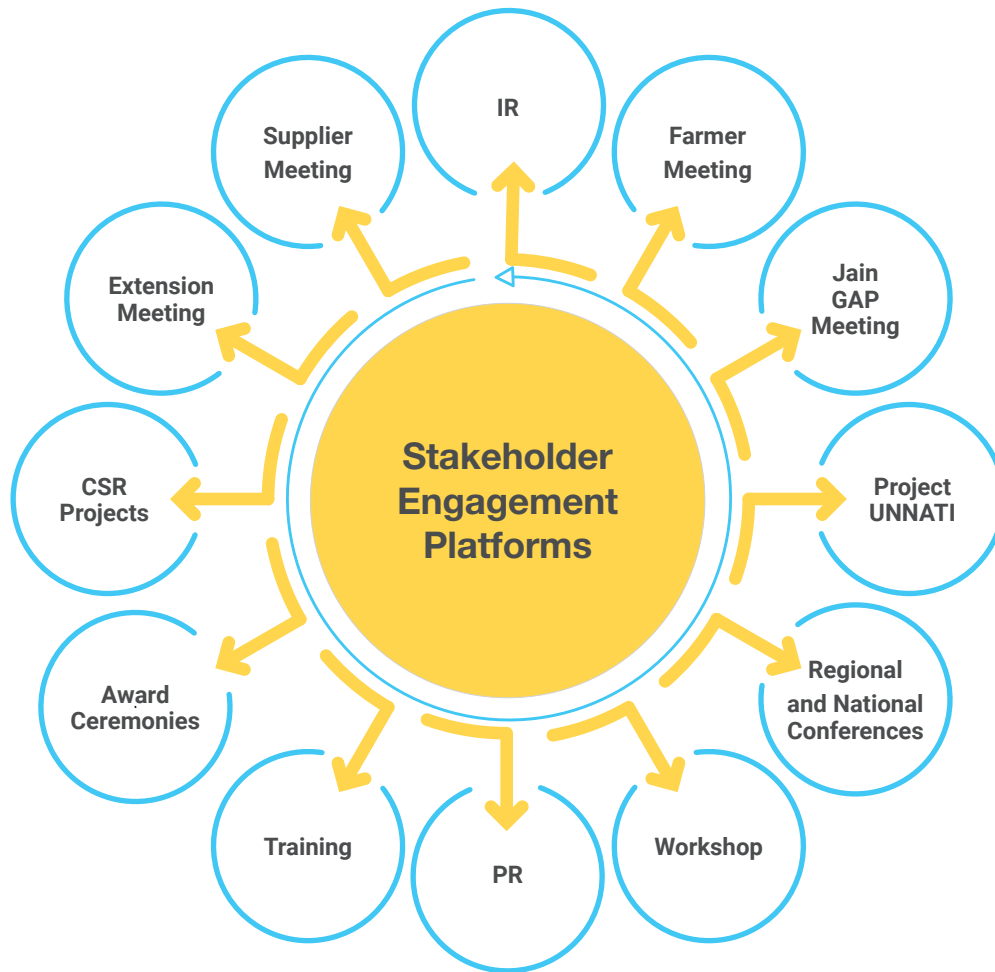 IR
Farmer
Meeting
Jain
GAP
Meeting
Project
UNNATI
Regional
and National
Conferences
Workshop
PR
Training
Award
Ceremonies
CSR
Projects
Extension
Meeting
Supplier
Meeting
Stakeholder
Engagement
Platforms